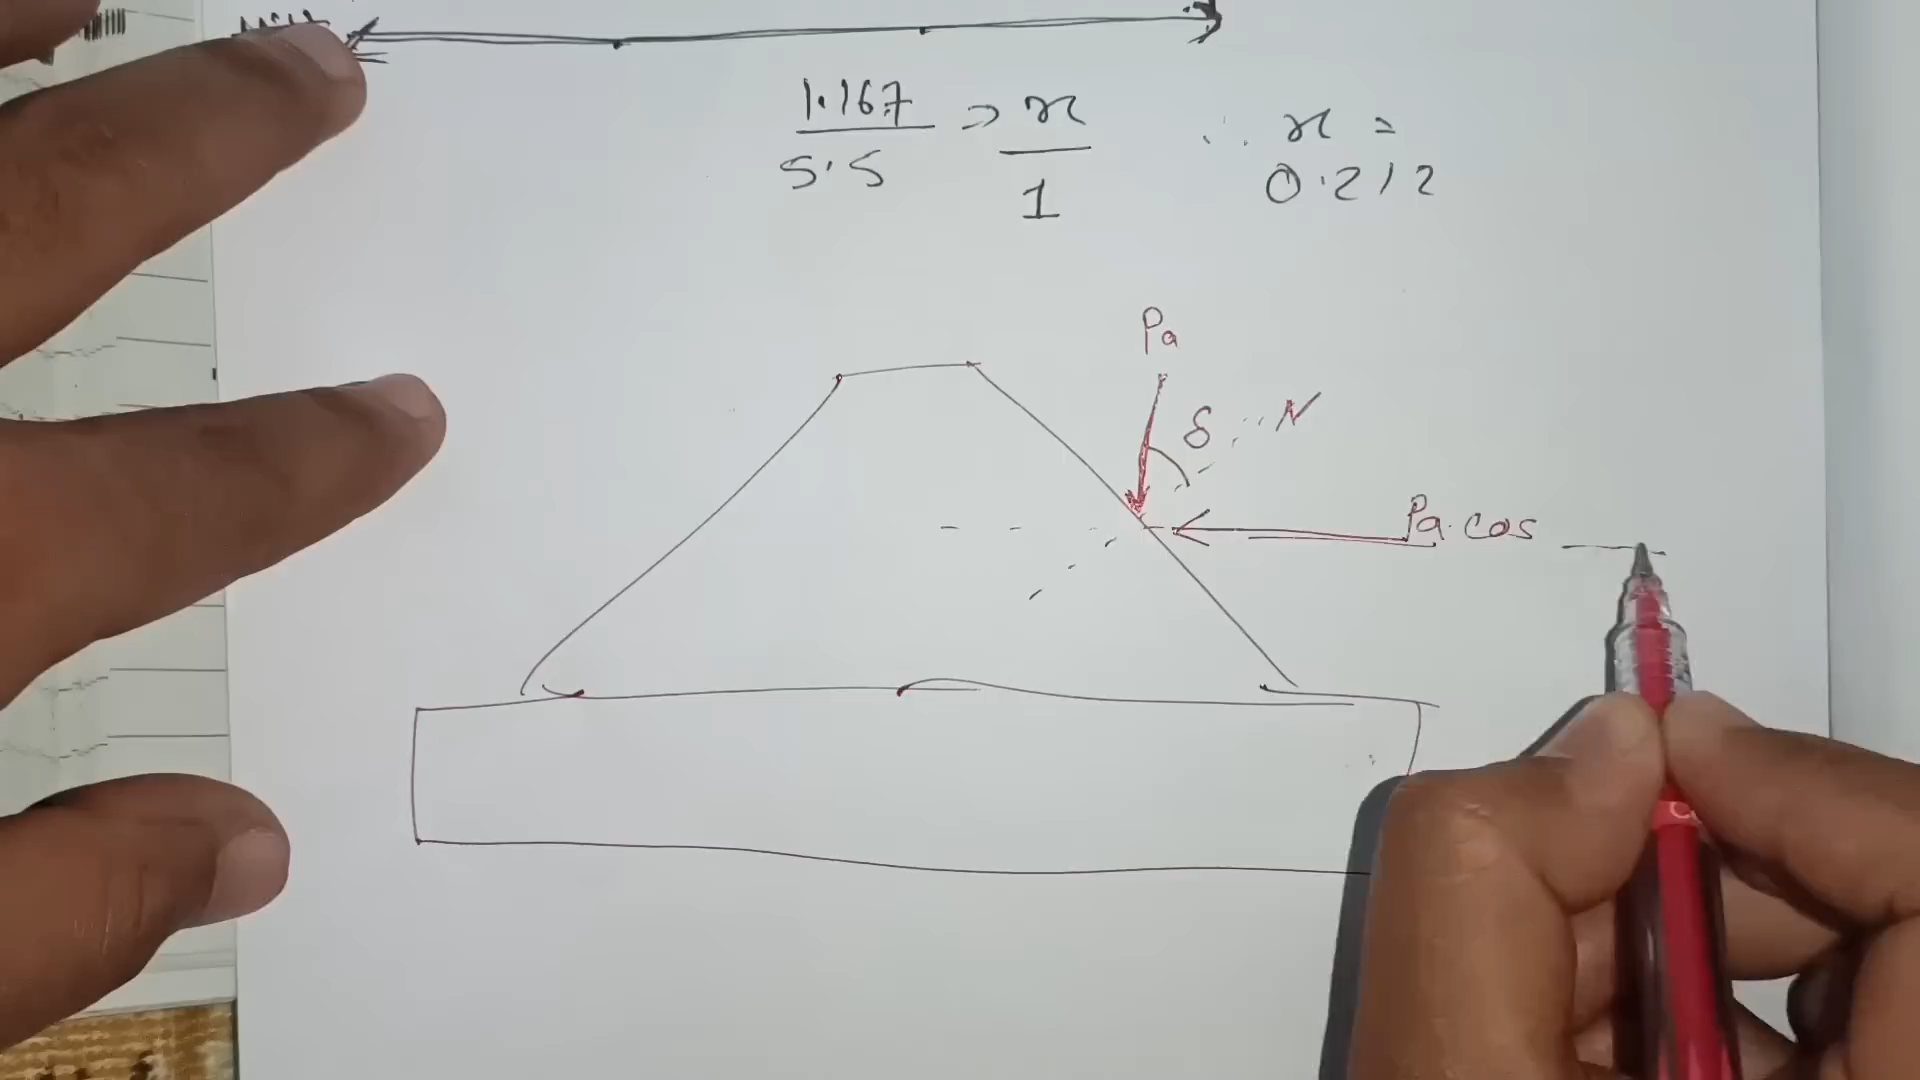 1.167 => x ∴ x =
5.5 1 0.212
Pa
δ N
Pa. cos